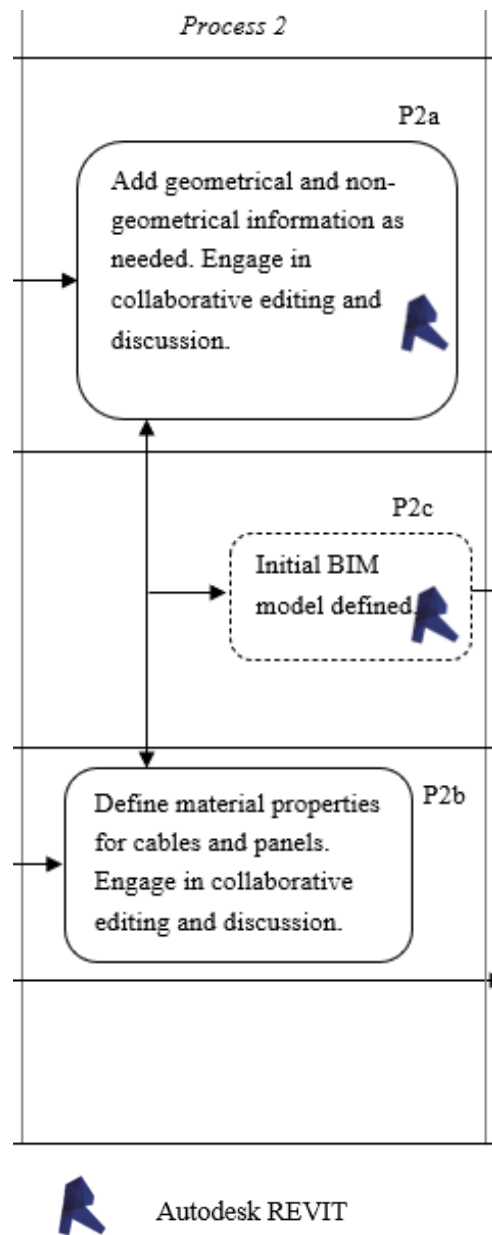 Process 2
P2a
Add geometrical and non-
geometrical information as
needed. Engage in
collaborative editing and
discussion.
P2c
Initial BIM
model defined.
P2b
Define material properties
for cables and panels.
Engage in collaborative
editing and discussion.
Autodesk REVIT